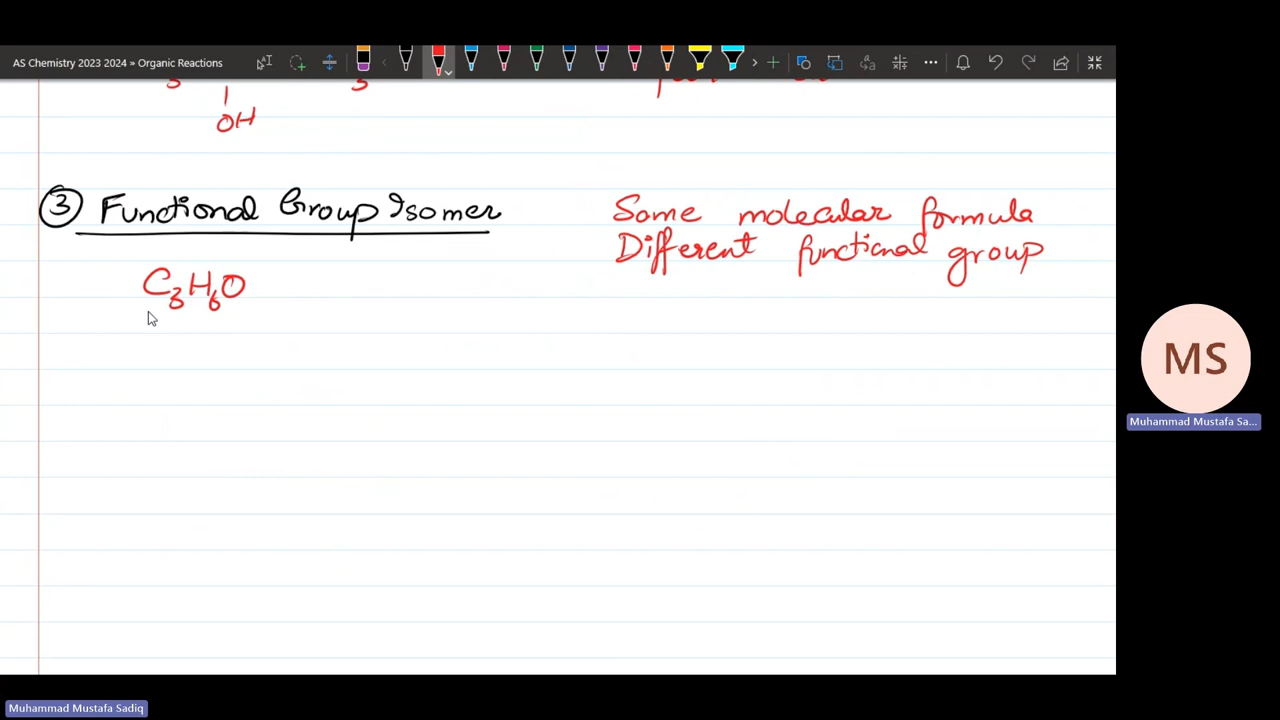 AS Chemistry 2023 2024 » Organic Reactions
OH
③ Functional Group Isomer
Same molecular formula
Different functional group
C₃H₆O
MS
Muhammad Mustafa Sa...
Muhammad Mustafa Sadiq